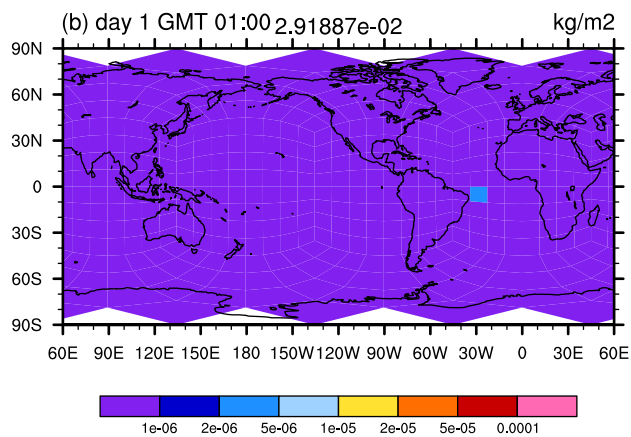 (b) day 1 GMT 01:00 2.91887e-02 kg/m2
90N
60N
30N
0
30S
60S
90S
60E 90E 120E 150E 180E 150W 120W 90W 60W 30W 0 30E 60E
1e-06 2e-06 5e-06 1e-05 2e-05 5e-05 0.0001